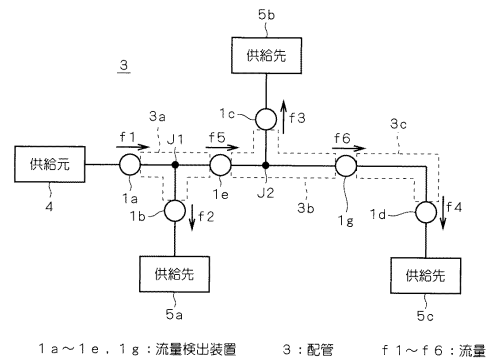 5b
供給先
3
1c
f3
3a
f1
J1
f5
f6
3c
供給元
4
1a
1e
J2
1g
3b
1b
f2
1d
f4
供給先
5a
供給先
5c
1a～1e，1g：流量検出装置 3：配管 f1～f6：流量